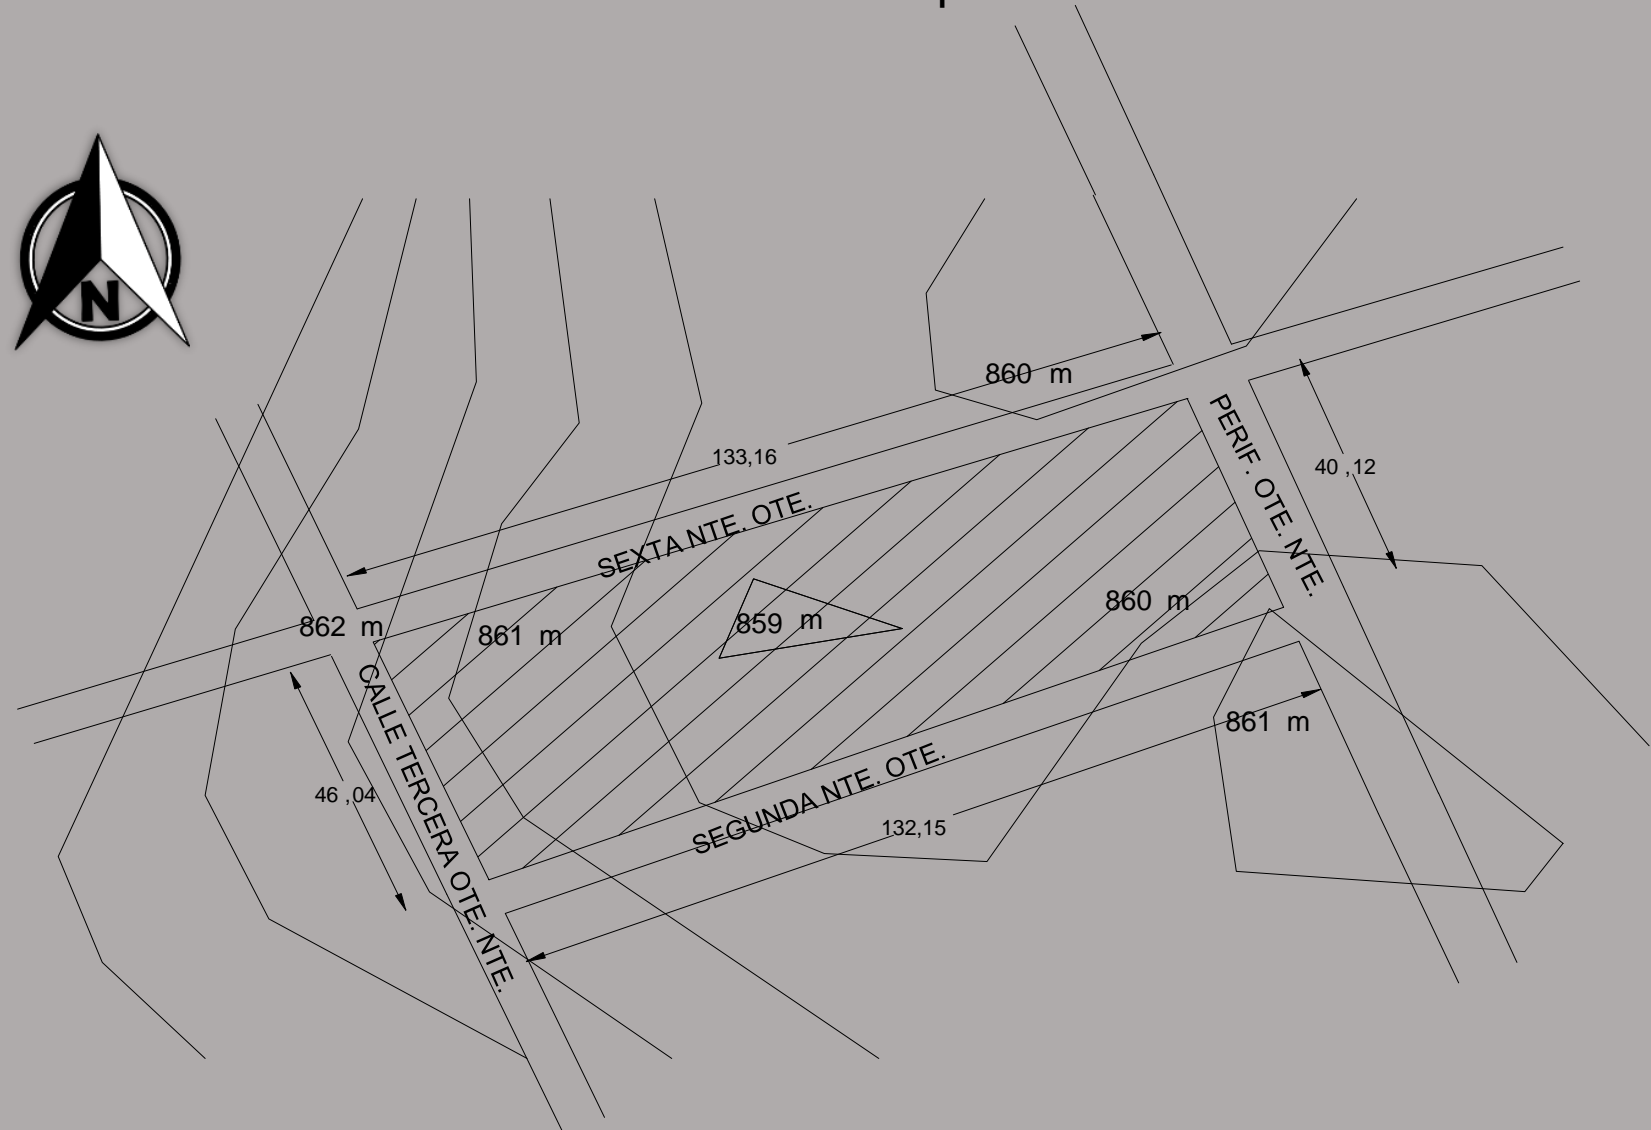 N
860 m
PERIF. OTE. NTE.
133,16
40 ,12
SEXTA NTE. OTE.
862 m
861 m
859 m
860 m
CALLE TERCERA OTE. NTE.
861 m
46 ,04
SEGUNDA NTE. OTE.
132,15